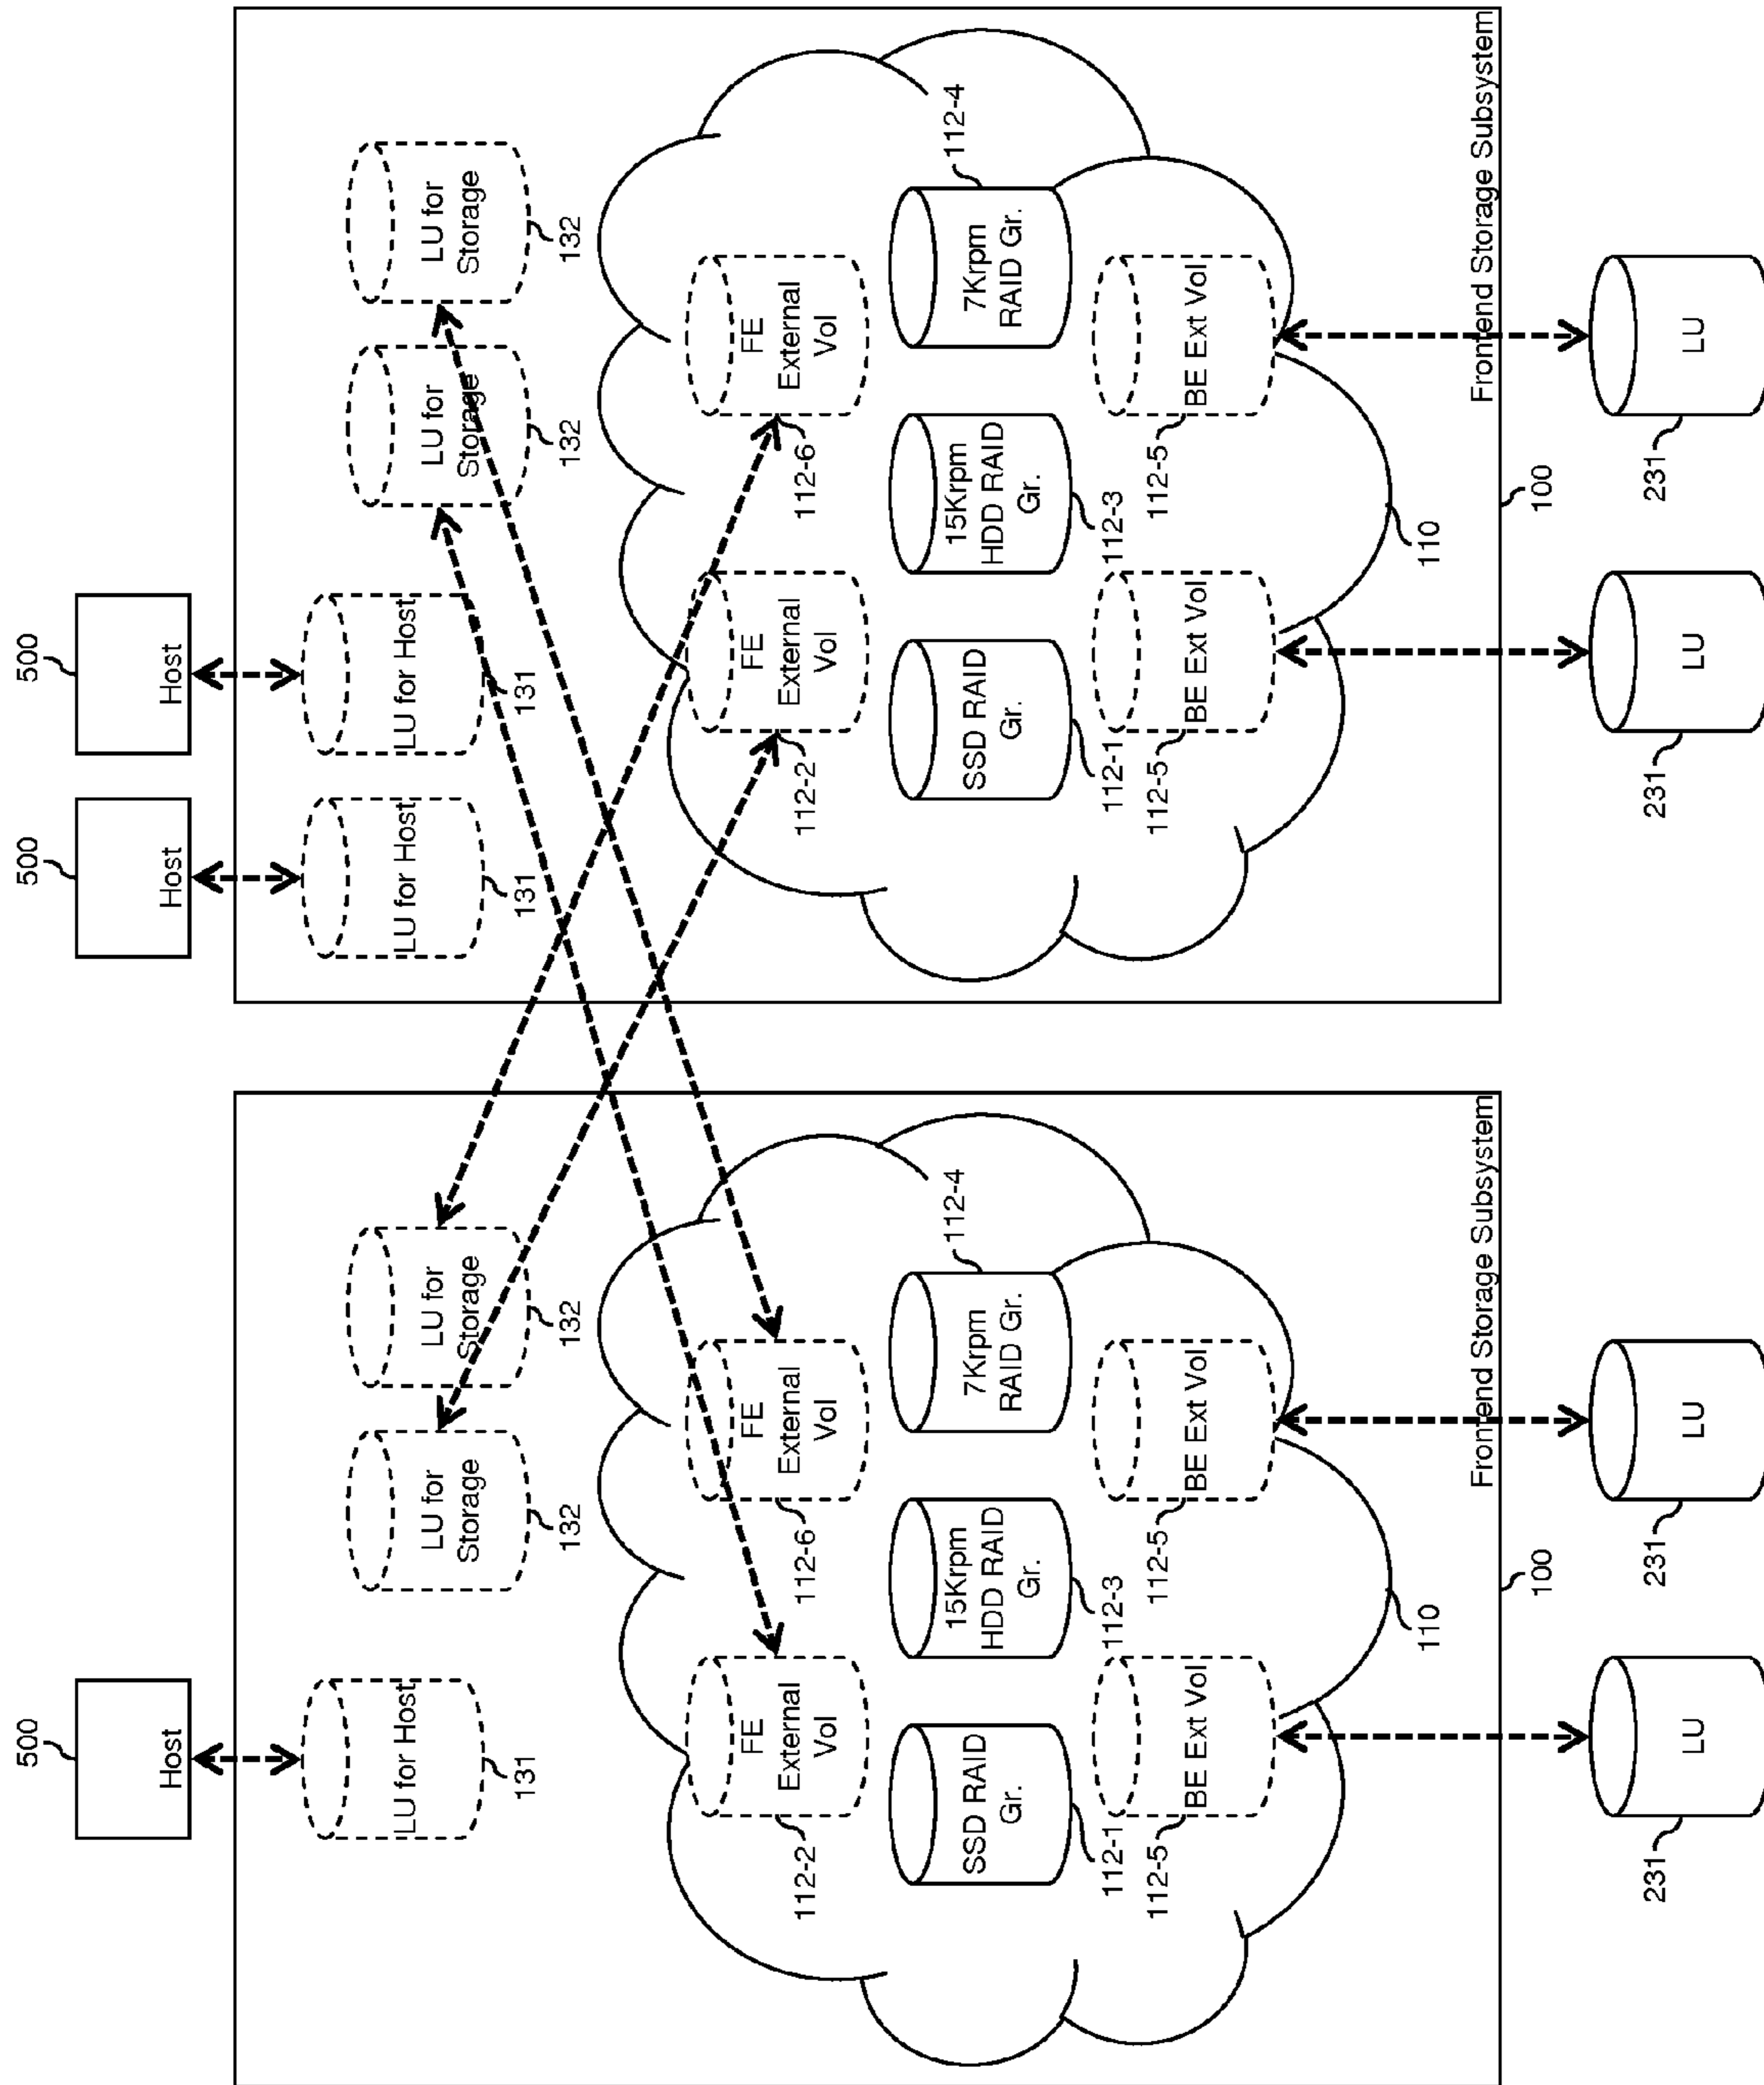 500
Host
LU for Host
131
LU for
Storage
132
LU for
Storage
132
FE
External
Vol
112-2
FE
External
Vol
112-6
SSD RAID
Gr.
112-1
15Krpm
HDD RAID
Gr.
112-3
7Krpm
RAID Gr.
112-4
BE Ext Vol
112-5
BE Ext Vol
112-5
110
Frontend Storage Subsystem
100
LU
231
LU
231
500
Host
500
Host
LU for Host
131
LU for Host
131
LU for
Storage
132
LU for
Storage
132
FE
External
Vol
112-2
FE
External
Vol
112-6
SSD RAID
Gr.
112-1
15Krpm
HDD RAID
Gr.
112-3
7Krpm
RAID Gr.
112-4
BE Ext Vol
112-5
BE Ext Vol
112-5
110
Frontend Storage Subsystem
100
LU
231
LU
231